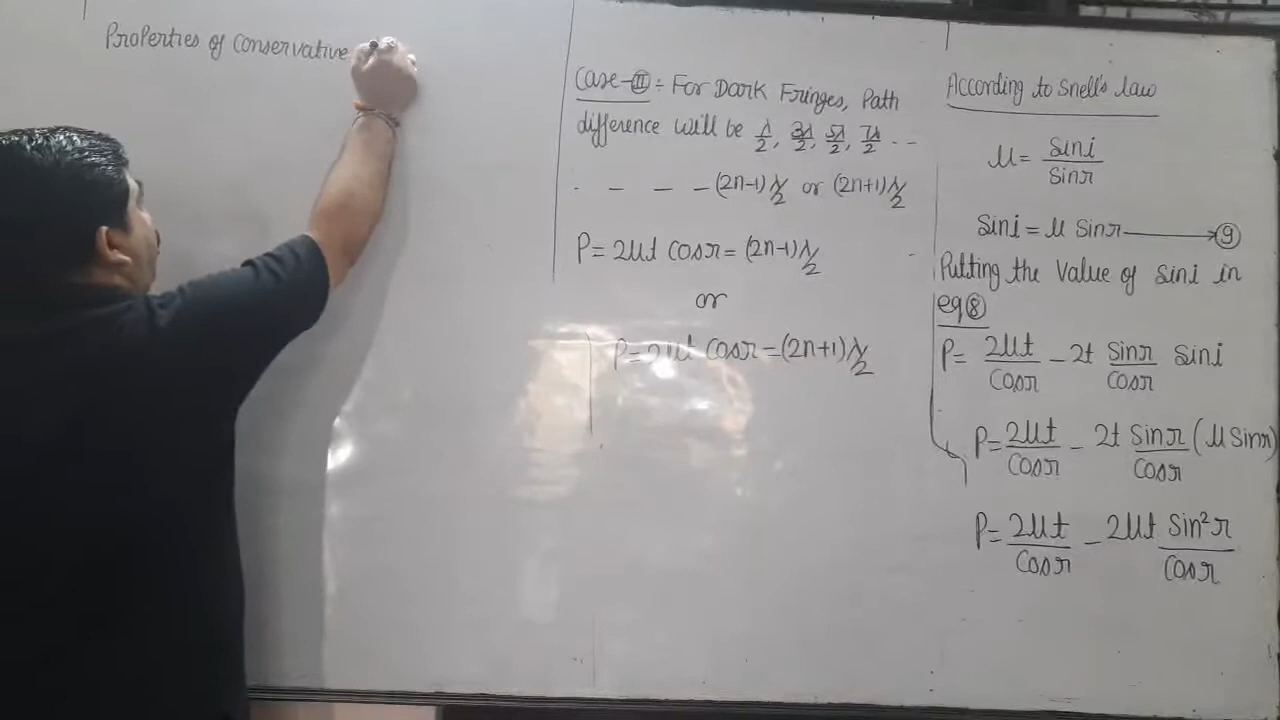 Properties of Conservative
Case-III :- For Dark Fringes, Path
difference will be λ/2, 3λ/2, 5λ/2, 7λ/2 - -
- - - - (2n-1) λ/2 or (2n+1) λ/2
P= 2μt cosr = (2n-1) λ/2
or
P= 2μt cosr = (2n+1) λ/2
According to Snell's law
μ = Sini/Sinr
Sini = μ Sinr → 9
Putting the value of Sini in
eq 8
P= 2μt/Cosr - 2t Sinr/Cosr Sini
P= 2μt/Cosr - 2t Sinr/Cosr (μ Sinr)
P= 2μt/Cosr - 2μt Sin²r/Cosr